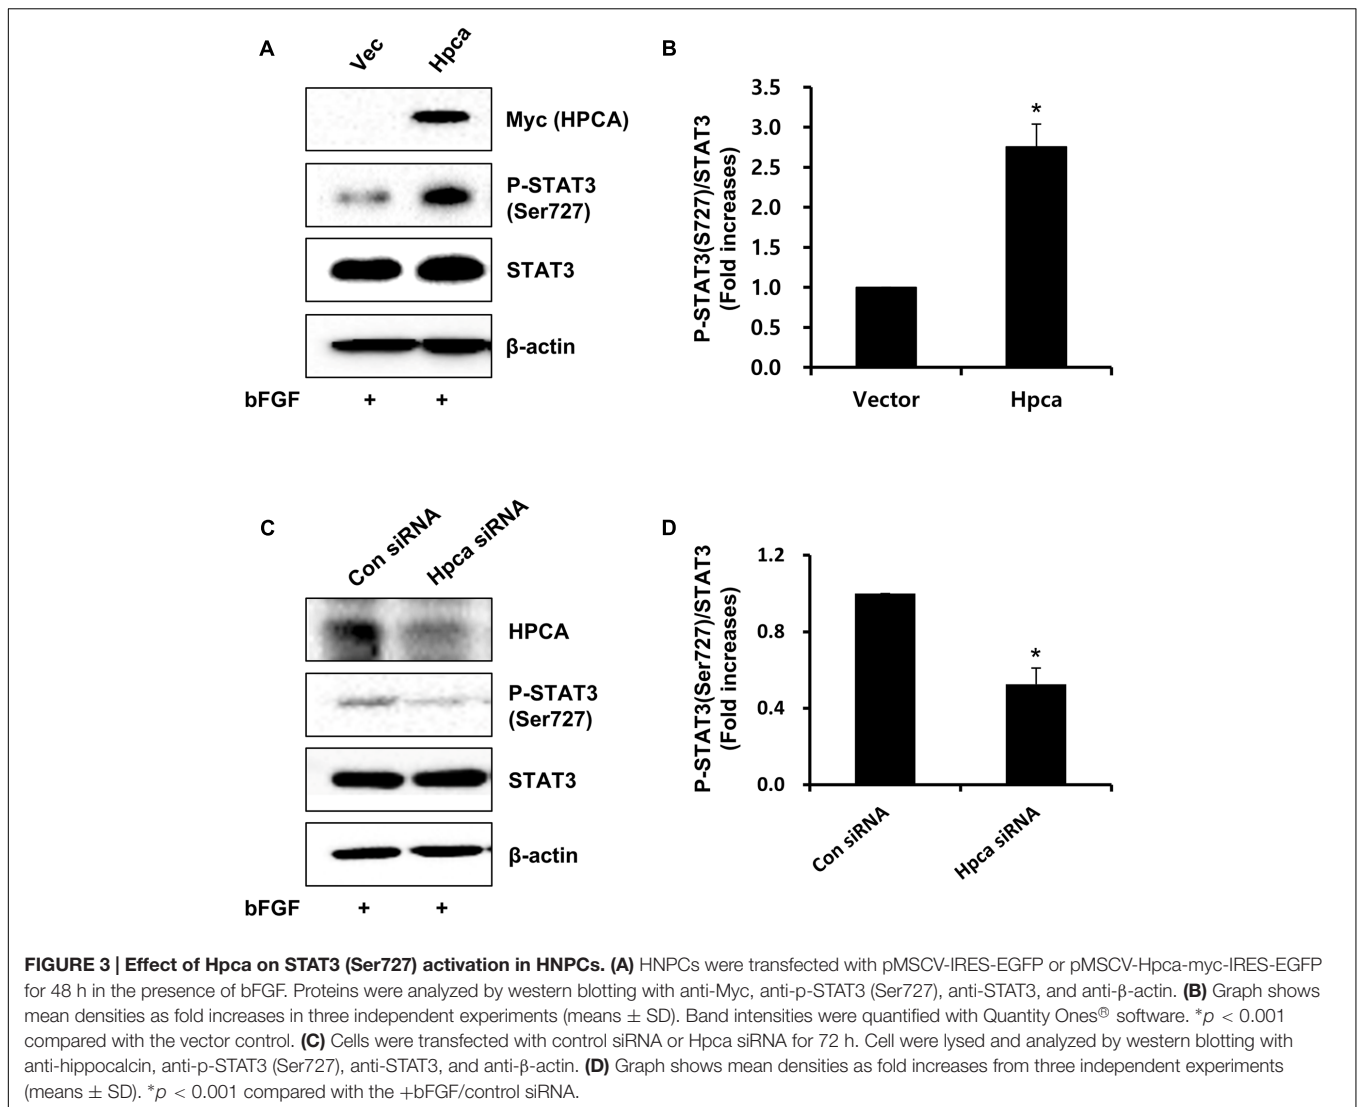 A
Vec
Hpca
Myc (HPCA)
P-STAT3
(Ser727)
STAT3
β-actin
bFGF + +
B
P-STAT3(S727)/STAT3
(Fold increases)
3.5
3.0
2.5
2.0
1.5
1.0
0.5
0.0
*
Vector Hpca
C
Con siRNA
Hpca siRNA
HPCA
P-STAT3
(Ser727)
STAT3
β-actin
bFGF + +
D
P-STAT3(Ser727)/STAT3
(Fold increases)
1.2
0.8
0.4
0.0
*
Con siRNA
Hpca siRNA
FIGURE 3 | Effect of Hpca on STAT3 (Ser727) activation in HNPCs. (A) HNPCs were transfected with pMSCV-IRES-EGFP or pMSCV-Hpca-myc-IRES-EGFP
for 48 h in the presence of bFGF. Proteins were analyzed by western blotting with anti-Myc, anti-p-STAT3 (Ser727), anti-STAT3, and anti-β-actin. (B) Graph shows
mean densities as fold increases in three independent experiments (means ± SD). Band intensities were quantified with Quantity Ones® software. *p < 0.001
compared with the vector control. (C) Cells were transfected with control siRNA or Hpca siRNA for 72 h. Cell were lysed and analyzed by western blotting with
anti-hippocalcin, anti-p-STAT3 (Ser727), anti-STAT3, and anti-β-actin. (D) Graph shows mean densities as fold increases from three independent experiments
(means ± SD). *p < 0.001 compared with the +bFGF/control siRNA.